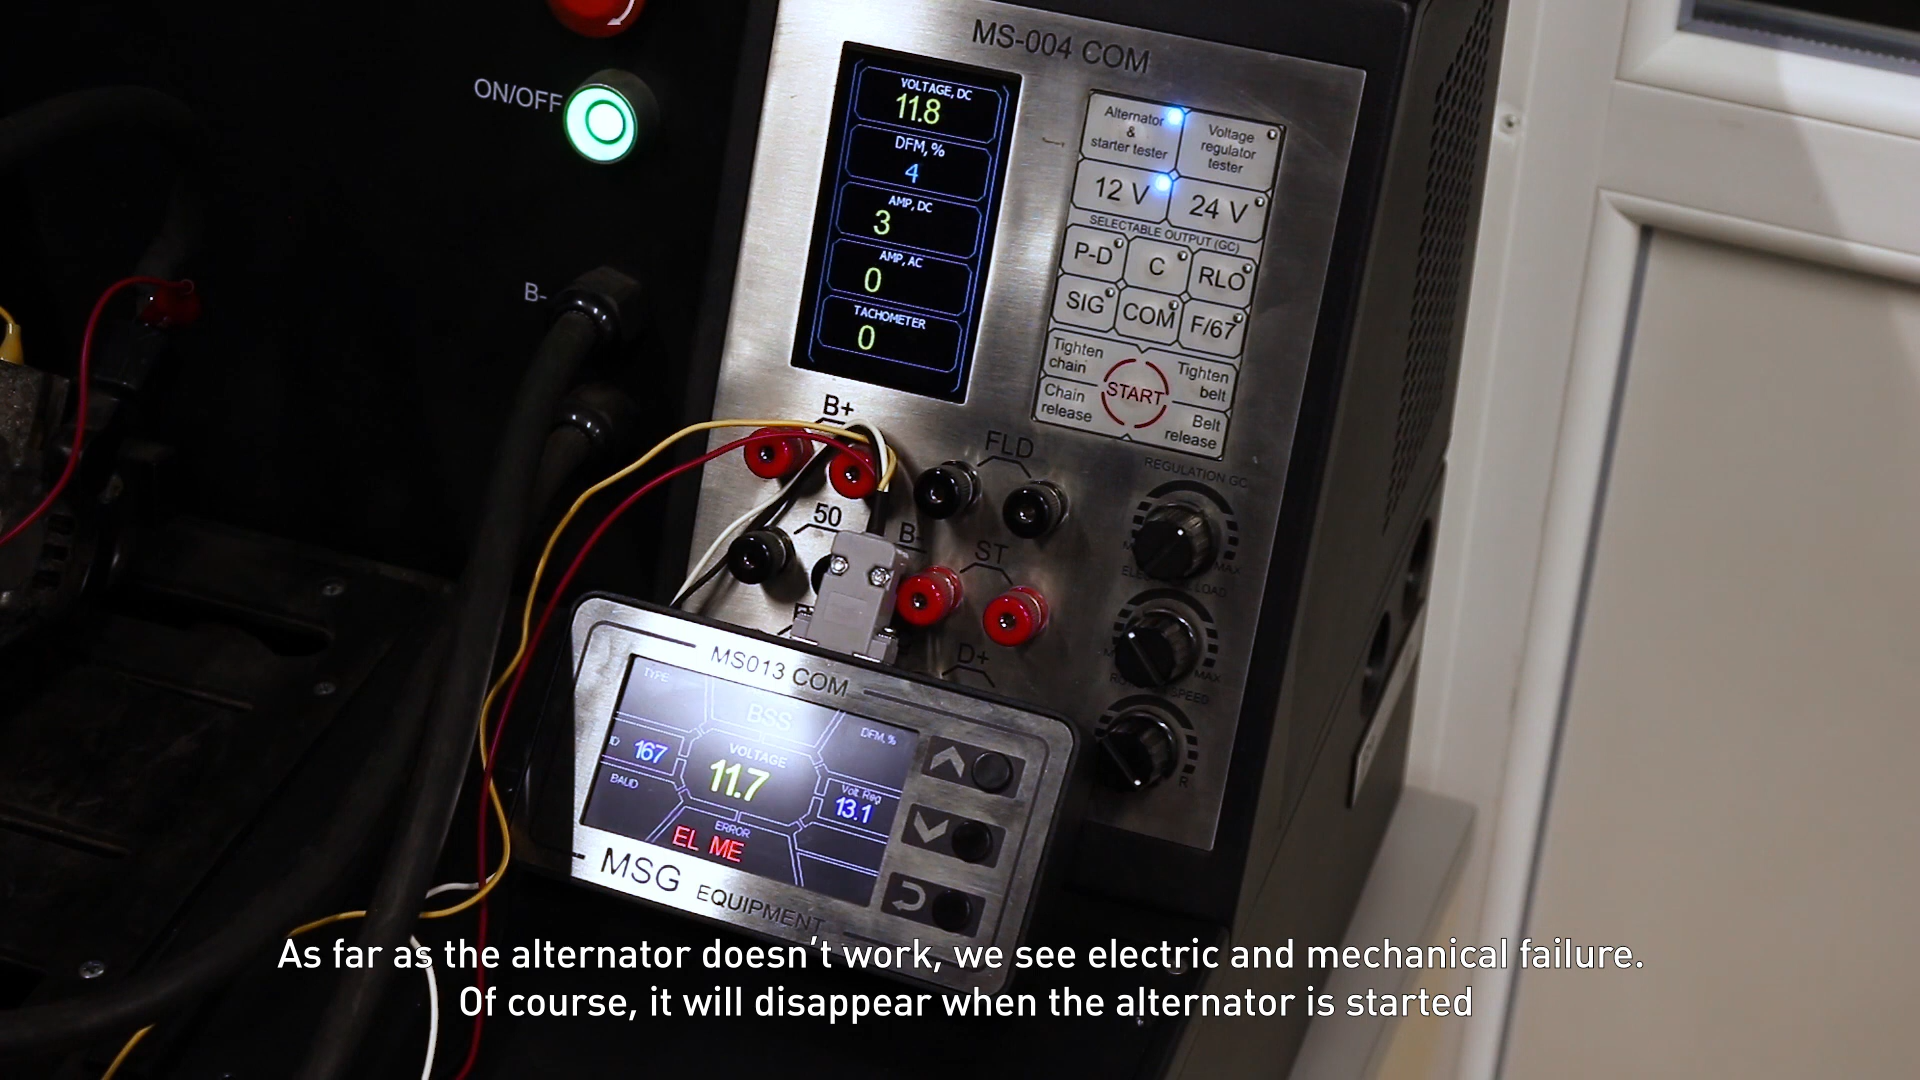 ON/OFF
B-
MS-004 COM
VOLTAGE, DC
11.8
DFM, %
4
AMP, DC
3
AMP, AC
0
TACHOMETER
0
Alternator
&
starter tester
Voltage
regulator
tester
12 V
24 V
SELECTABLE OUTPUT (GC)
P-D
C
RLO
SIG
COM
F/67
Tighten
chain
Tighten
belt
START
Chain
release
Belt
release
B+
FLD
50
B-
ST
D+
REGULATION GC
MAX
LOAD
MAX
SPEED
R
MS013 COM
TYPE
BSS
DFM, %
ID
167
VOLTAGE
11.7
Volt. Reg
13.1
BAUD
ERROR
EL ME
MSG EQUIPMENT
As far as the alternator doesn't work, we see electric and mechanical failure.
Of course, it will disappear when the alternator is started